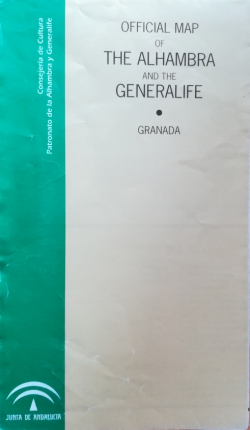 OFFICIAL MAP
OF
THE ALHAMBRA
AND THE
GENERALIFE
•
GRANADA
Consejería de Cultura
Patronato de la Alhambra y Generalife
JUNTA DE ANDALUCIA